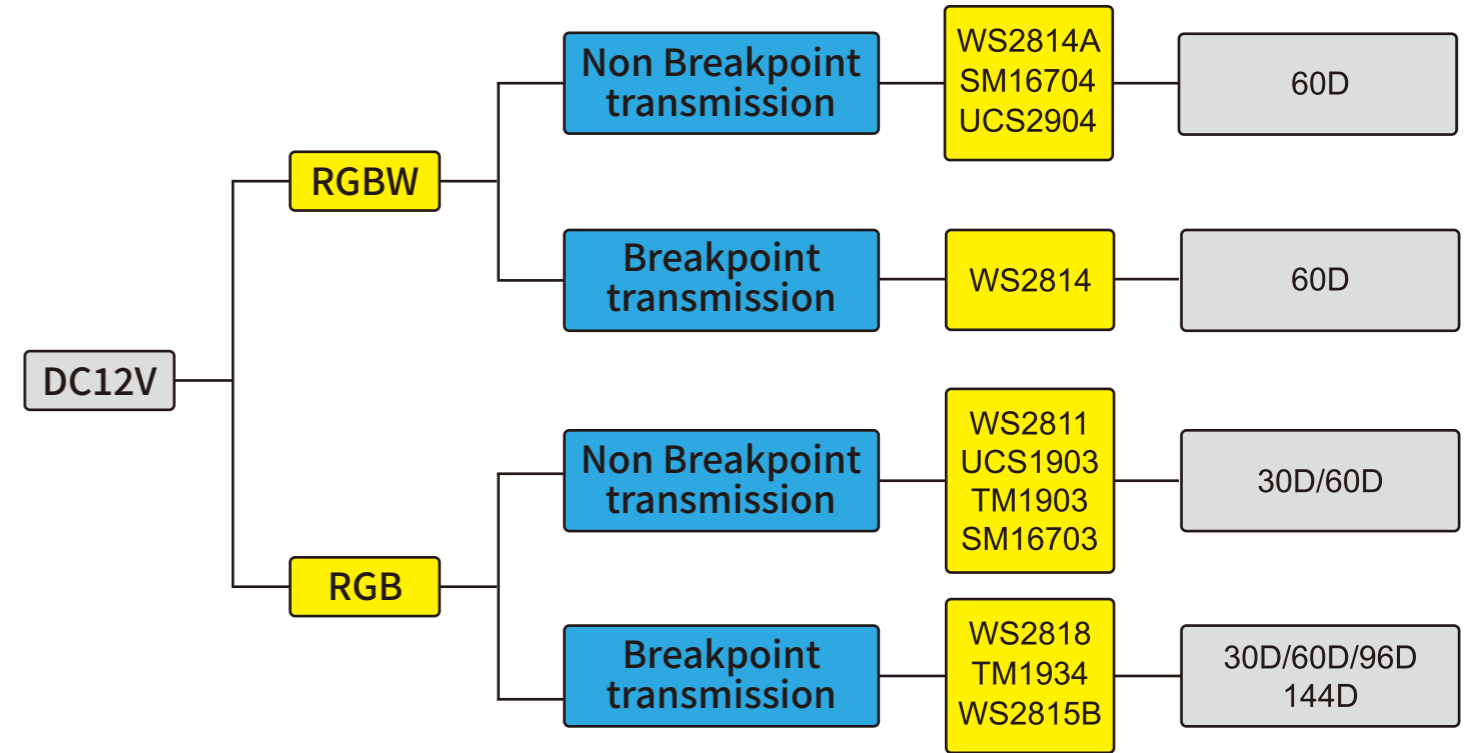 DC12V
RGBW
Non Breakpoint
transmission
WS2814A
SM16704
UCS2904
60D
Breakpoint
transmission
WS2814
60D
RGB
Non Breakpoint
transmission
WS2811
UCS1903
TM1903
SM16703
30D/60D
Breakpoint
transmission
WS2818
TM1934
WS2815B
30D/60D/96D
144D